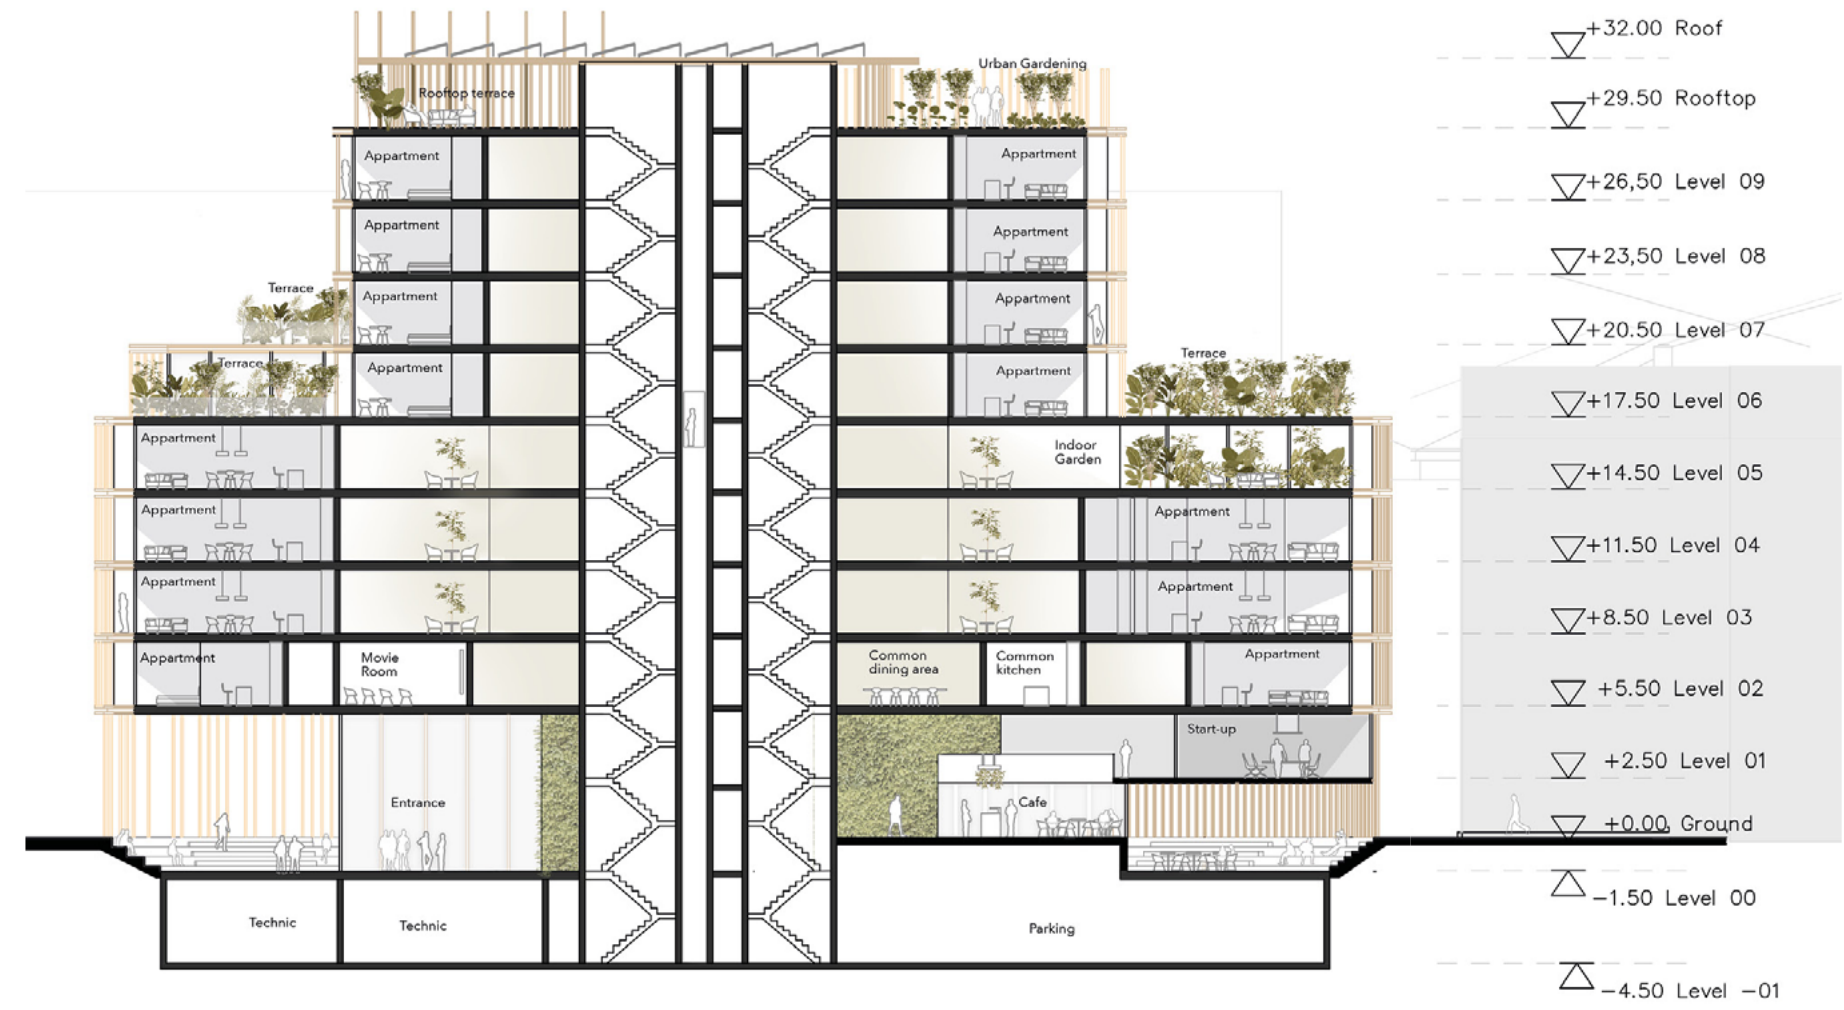 +32.00 Roof
Urban Gardening
Rooftop terrace
+29.50 Rooftop
Appartment
Appartment
+26,50 Level 09
Appartment
Appartment
+23,50 Level 08
Terrace
Appartment
Appartment
+20.50 Level 07
Terrace
Terrace
Appartment
Appartment
+17.50 Level 06
Appartment
Indoor
Garden
+14.50 Level 05
Appartment
Appartment
+11.50 Level 04
Appartment
Appartment
+8.50 Level 03
Appartment
Movie
Room
Common
dining area
Common
kitchen
Appartment
+5.50 Level 02
Start-up
+2.50 Level 01
Entrance
Cafe
+0.00 Ground
-1.50 Level 00
Technic
Technic
Parking
-4.50 Level -01